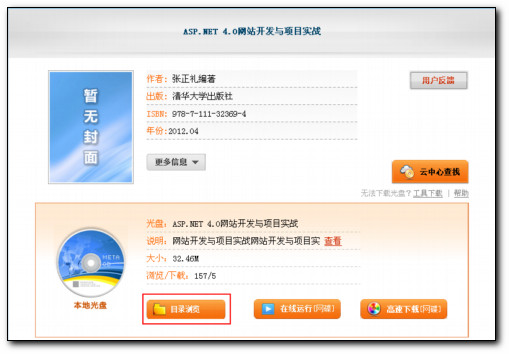 ASP.NET 4.0网站开发与项目实战
暂无封面
作者: 张正礼编著
出版: 清华大学出版社
ISBN: 978-7-111-32369-4
年份:2012.04
用户反馈
更多信息
云中心查找
无法下载光盘？工具下载 | 帮助
光盘: ASP.NET 4.0网站开发与项目实战
说明: 网站开发与项目实战网站开发与项目实 查看
大小: 32.46M
浏览/下载: 157/5
META
本地光盘
目录浏览
在线运行(闪碟)
高速下载(闪碟)